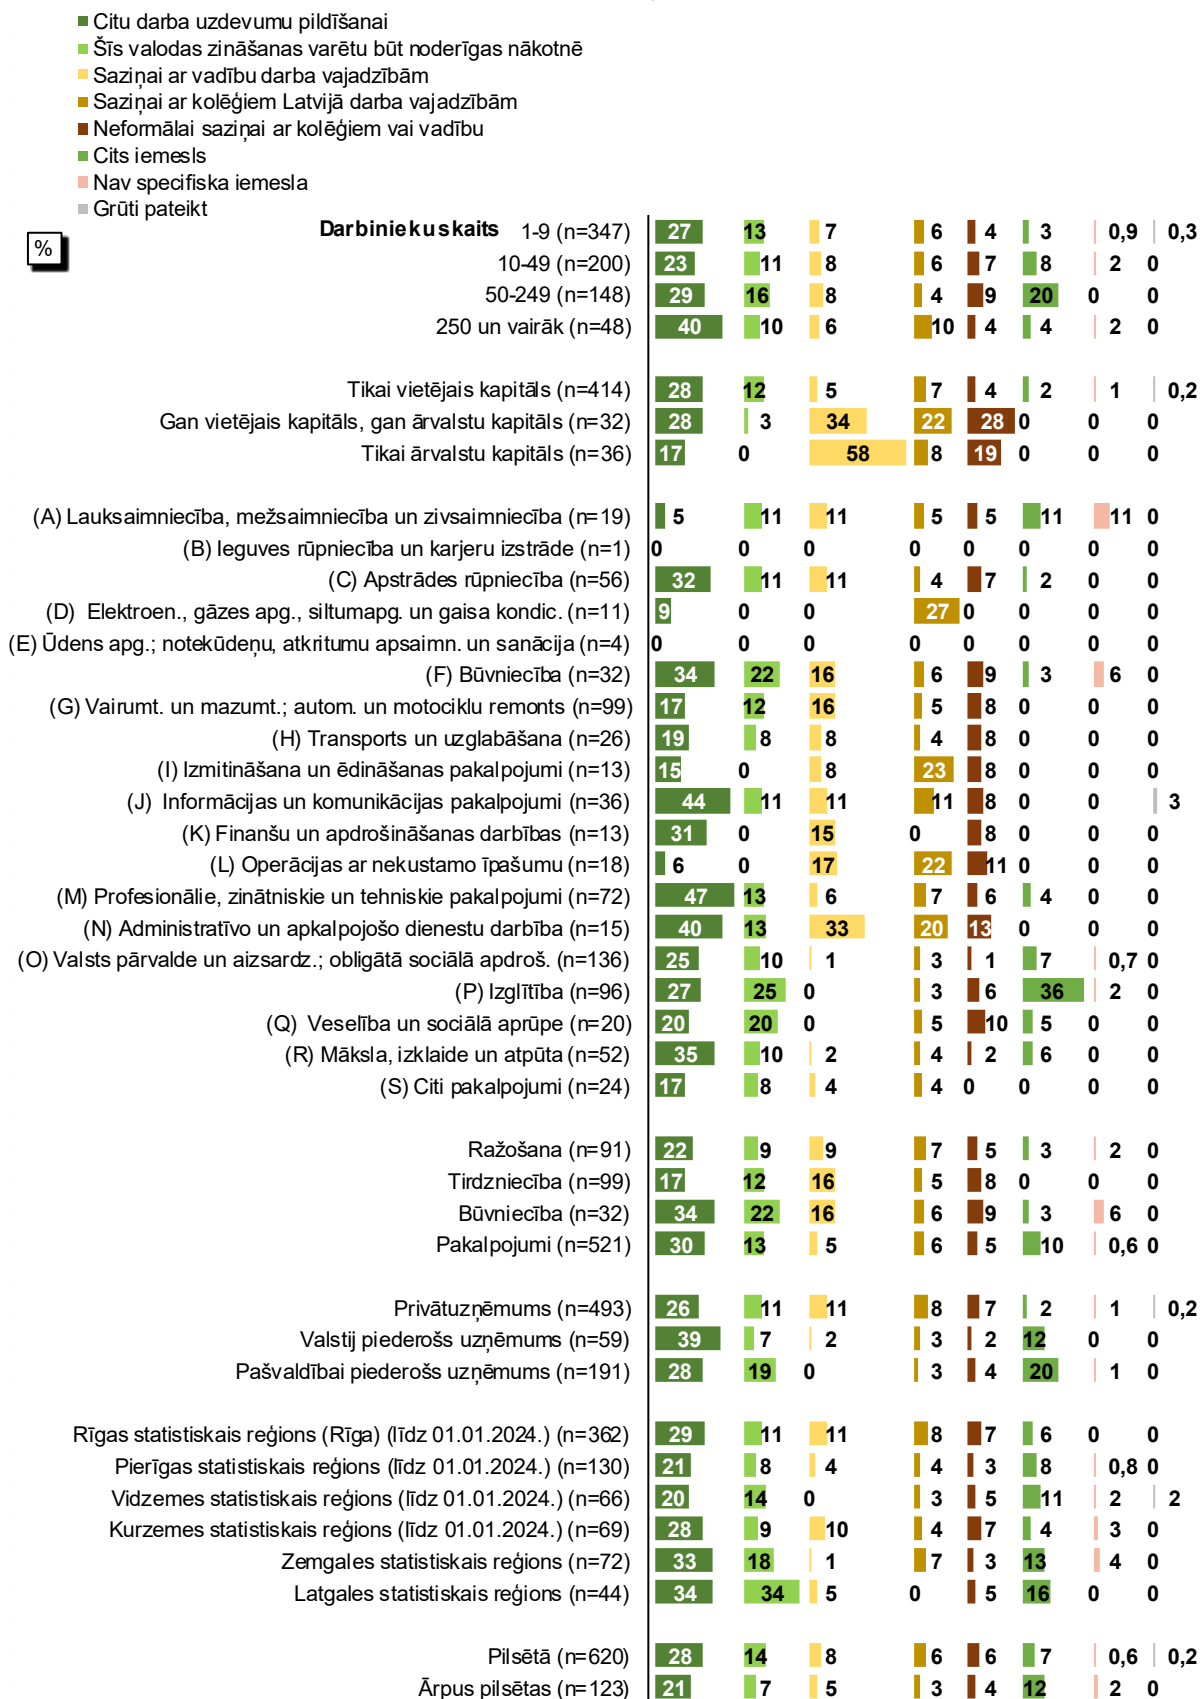 Citu darba uzdevumu pildīšanai
Šīs valodas zināšanas varētu būt noderīgas nākotnē
Saziņai ar vadību darba vajadzībām
Saziņai ar kolēģiem Latvijā darba vajadzībām
Neformālai saziņai ar kolēģiem vai vadību
Cits iemesls
Nav specifiska iemesla
Grūti pateikt
%
Darbinieku skaits 1-9 (n=347) 27 13 7 6 4 3 0,9 0,3
10-49 (n=200) 23 11 8 6 7 8 2 0
50-249 (n=148) 29 16 8 4 9 20 0 0
250 un vairāk (n=48) 40 10 6 10 4 4 2 0
Tikai vietējais kapitāls (n=414) 28 12 5 7 4 2 1 0,2
Gan vietējais kapitāls, gan ārvalstu kapitāls (n=32) 28 3 34 22 28 0 0 0
Tikai ārvalstu kapitāls (n=36) 17 0 58 8 19 0 0 0
(A) Lauksaimniecība, mežsaimniecība un zivsaimniecība (n=19) 5 11 11 5 5 11 11 0
(B) Ieguves rūpniecība un karjeru izstrāde (n=1) 0 0 0 0 0 0 0 0
(C) Apstrādes rūpniecība (n=56) 32 11 11 4 7 2 0 0
(D) Elektroen., gāzes apg., siltumapg. un gaisa kondic. (n=11) 9 0 0 27 0 0 0 0
(E) Ūdens apg.; notekūdeņu, atkritumu apsaimn. un sanācija (n=4) 0 0 0 0 0 0 0 0
(F) Būvniecība (n=32) 34 22 16 6 9 3 6 0
(G) Vairumt. un mazumt.; autom. un motociklu remonts (n=99) 17 12 16 5 8 0 0 0
(H) Transports un uzglabāšana (n=26) 19 8 8 4 8 0 0 0
(I) Izmitināšana un ēdināšanas pakalpojumi (n=13) 15 0 8 23 8 0 0 0
(J) Informācijas un komunikācijas pakalpojumi (n=36) 44 11 11 11 8 0 0 3
(K) Finanšu un apdrošināšanas darbības (n=13) 31 0 15 0 8 0 0 0
(L) Operācijas ar nekustamo īpašumu (n=18) 6 0 17 22 11 0 0 0
(M) Profesionālie, zinātniskie un tehniskie pakalpojumi (n=72) 47 13 6 7 6 4 0 0
(N) Administratīvo un apkalpojošo dienestu darbība (n=15) 40 13 33 20 13 0 0 0
(O) Valsts pārvalde un aizsardz.; obligātā sociālā apdroš. (n=136) 25 10 1 3 1 7 0,7 0
(P) Izglītība (n=96) 27 25 0 3 6 36 2 0
(Q) Veselība un sociālā aprūpe (n=20) 20 20 0 5 10 5 0 0
(R) Māksla, izklaide un atpūta (n=52) 35 10 2 4 2 6 0 0
(S) Citi pakalpojumi (n=24) 17 8 4 4 0 0 0 0
Ražošana (n=91) 22 9 9 7 5 3 2 0
Tirdzniecība (n=99) 17 12 16 5 8 0 0 0
Būvniecība (n=32) 34 22 16 6 9 3 6 0
Pakalpojumi (n=521) 30 13 5 6 5 10 0,6 0
Privātuzņēmums (n=493) 26 11 11 8 7 2 1 0,2
Valstij piederošs uzņēmums (n=59) 39 7 2 3 2 12 0 0
Pašvaldībai piederošs uzņēmums (n=191) 28 19 0 3 4 20 1 0
Rīgas statistiskais reģions (Rīga) (līdz 01.01.2024.) (n=362) 29 11 11 8 7 6 0 0
Pierīgas statistiskais reģions (līdz 01.01.2024.) (n=130) 21 8 4 4 3 8 0,8 0
Vidzemes statistiskais reģions (līdz 01.01.2024.) (n=66) 20 14 0 3 5 11 2 2
Kurzemes statistiskais reģions (līdz 01.01.2024.) (n=69) 28 9 10 4 7 4 3 0
Zemgales statistiskais reģions (n=72) 33 18 1 7 3 13 4 0
Latgales statistiskais reģions (n=44) 34 34 5 0 5 16 0 0
Pilsētā (n=620) 28 14 8 6 6 7 0,6 0,2
Ārpus pilsētas (n=123) 21 7 5 3 4 12 2 0